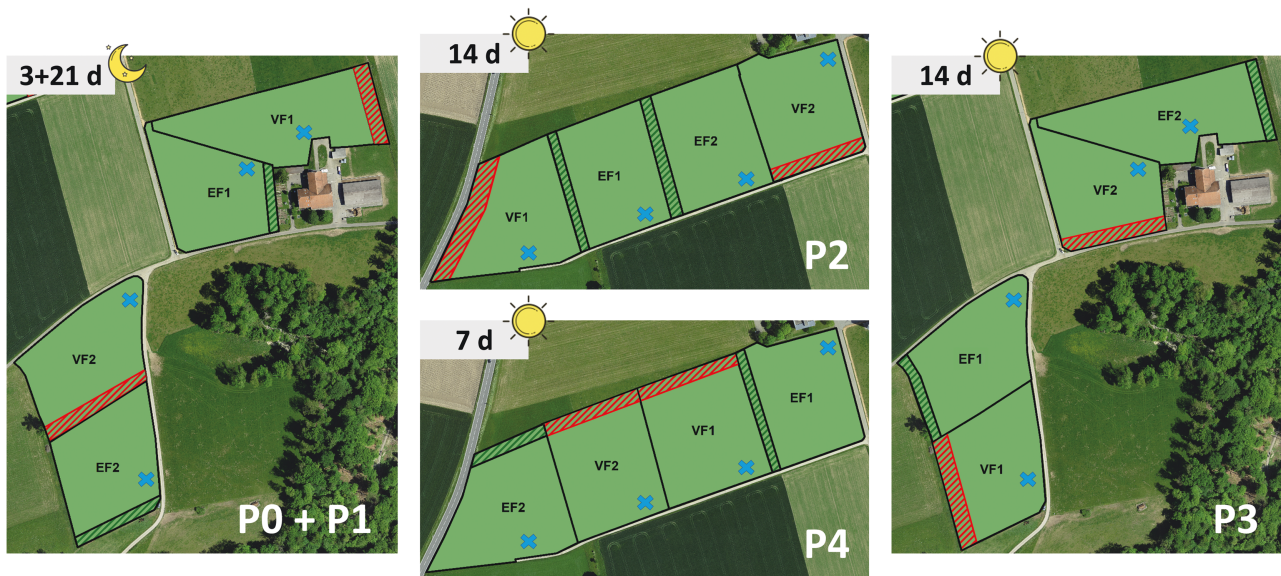 3+21 d
VF1
EF1
VF2
EF2
P0 + P1
14 d
VF2
EF2
EF1
VF1
P2
7 d
EF1
VF1
VF2
EF2
P4
14 d
EF2
VF2
EF1
VF1
P3